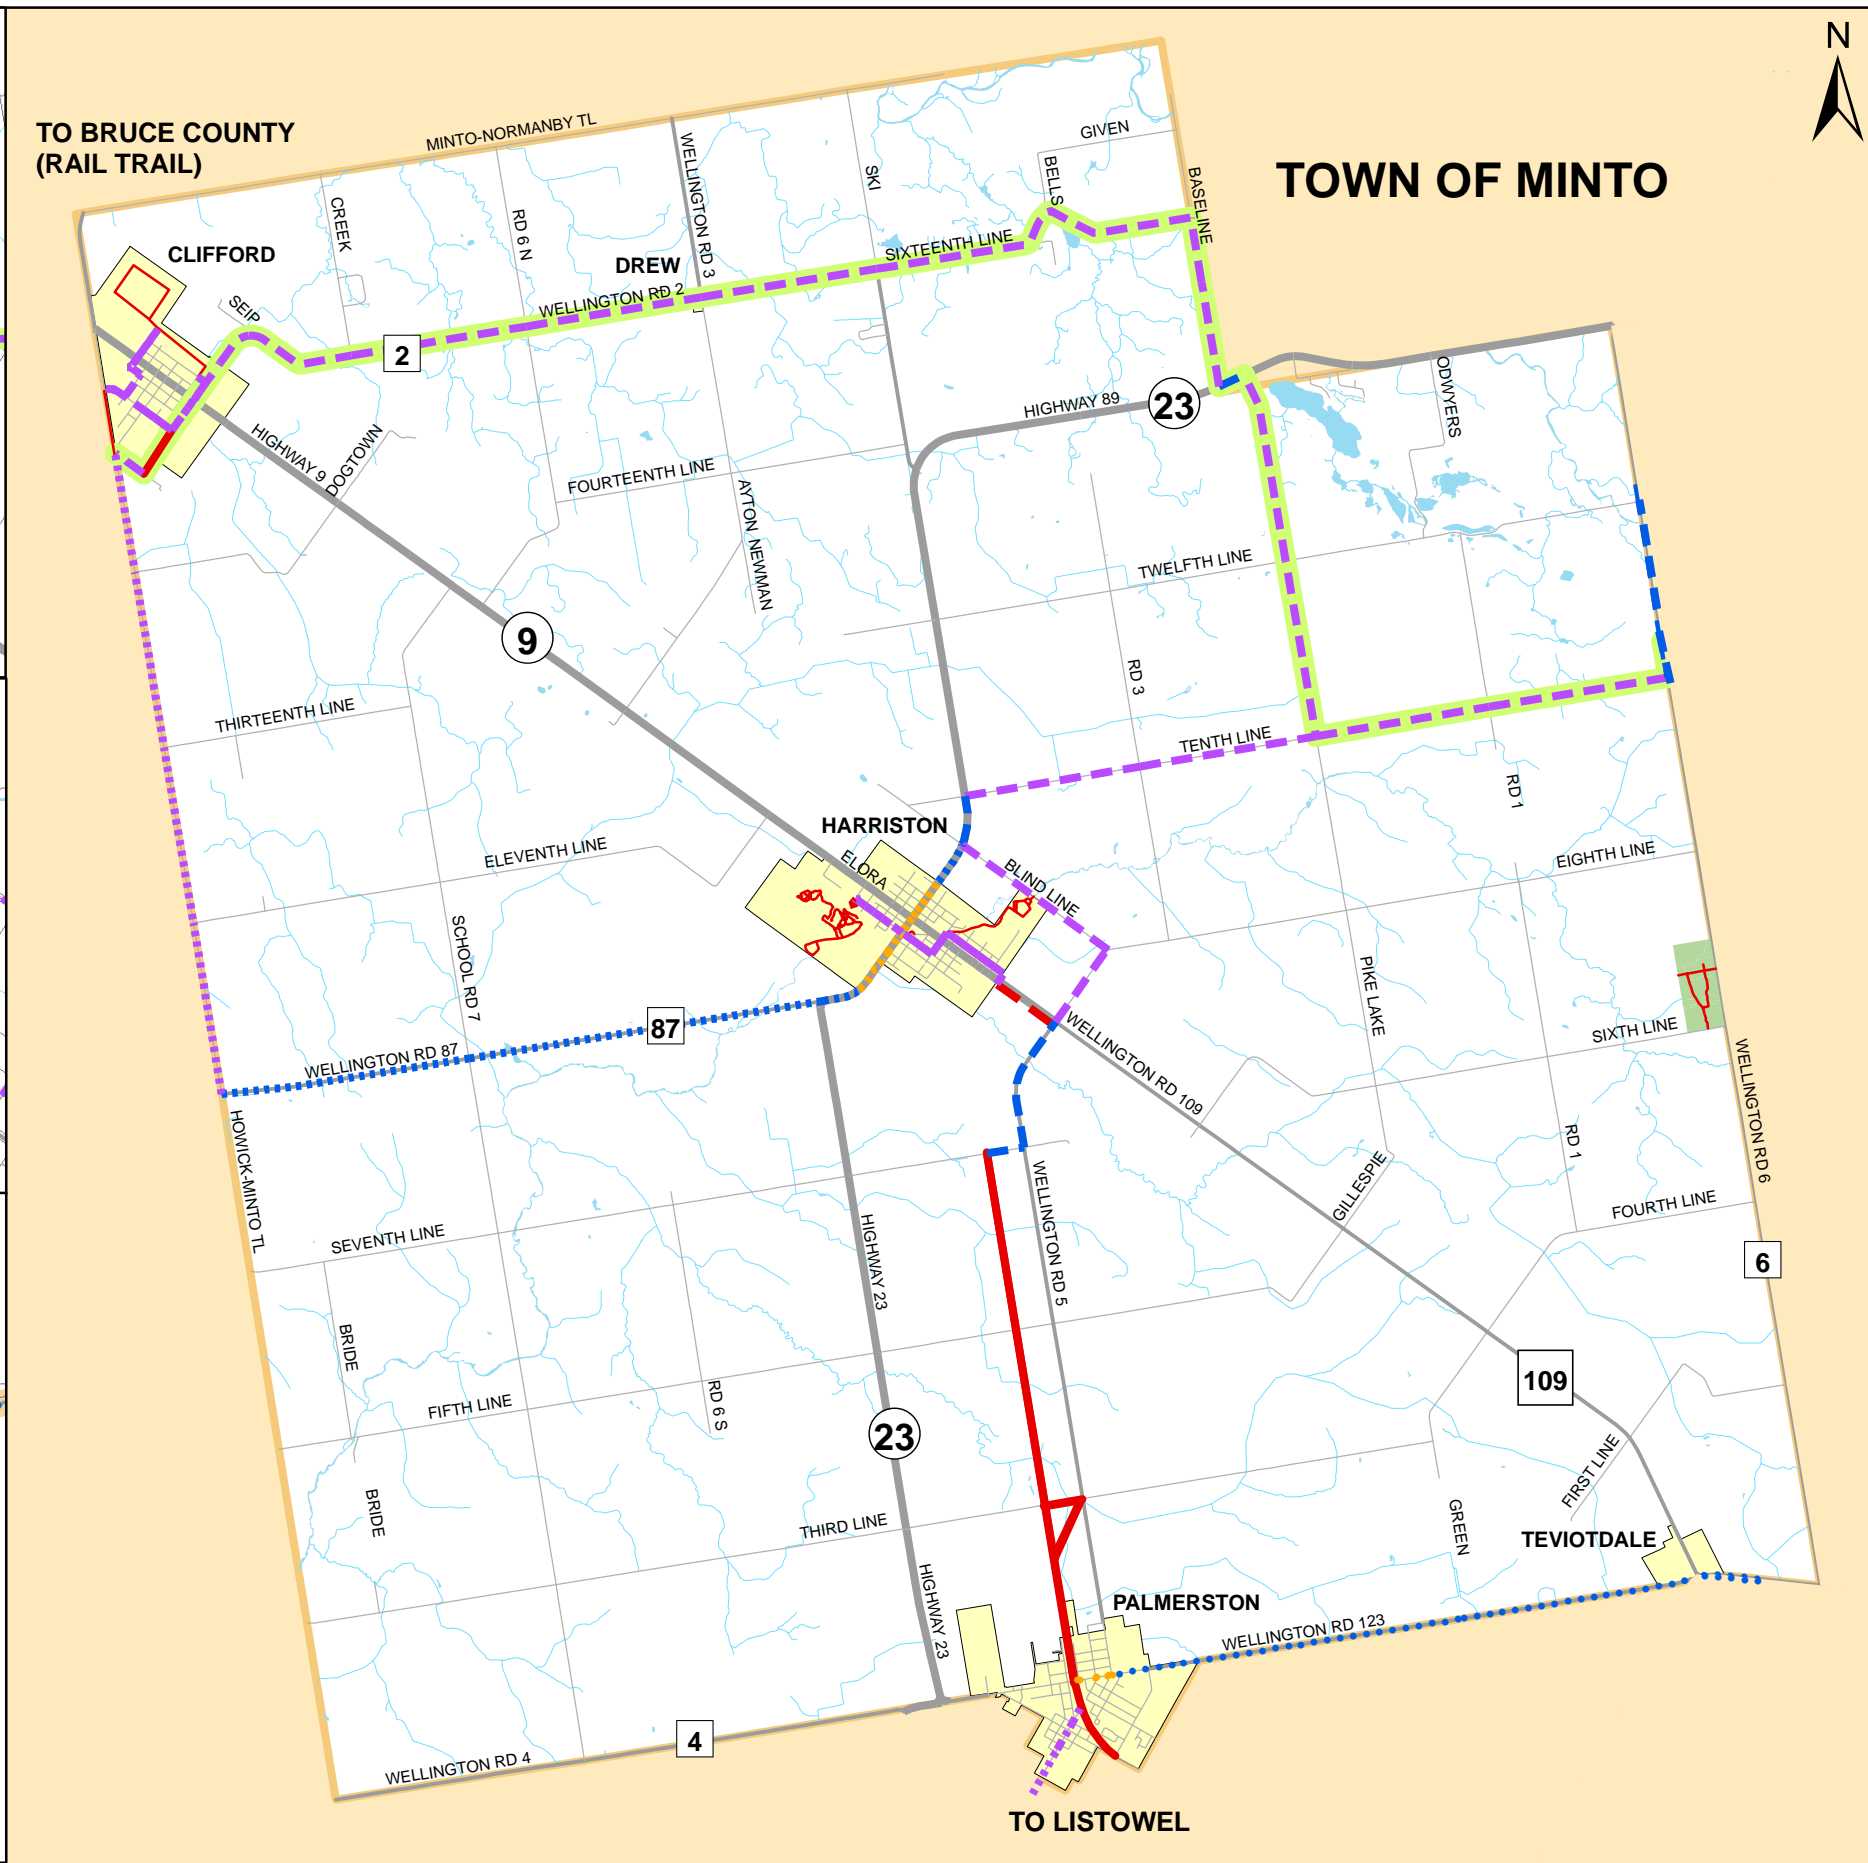 N
TO BRUCE COUNTY
(RAIL TRAIL)
TOWN OF MINTO
MINTO-NORMANBY TL
GIVEN
WELLINGTON RD 3
SKI
BELLS
BASELINE
CREEK
RD 6 N
CLIFFORD
DREW
SIXTEENTH LINE
SEIP
WELLINGTON RD 2
2
HIGHWAY 89
23
ODWYERS
HIGHWAY 9
DOGTOWN
FOURTEENTH LINE
AYTON NEWMAN
TWELFTH LINE
9
RD 3
THIRTEENTH LINE
TENTH LINE
RD 1
HARRISTON
ELEVENTH LINE
ELORA
BLIND LINE
EIGHTH LINE
SCHOOL RD 7
PIKE LAKE
87
WELLINGTON RD 87
WELLINGTON RD 109
SIXTH LINE
WELLINGTON RD 6
HOWICK-MINTO TL
RD 1
WELLINGTON RD 5
GILLESPIE
FOURTH LINE
SEVENTH LINE
HIGHWAY 23
6
BRIDE
109
FIFTH LINE
RD 6 S
23
BRIDE
FIRST LINE
THIRD LINE
GREEN
TEVIOTDALE
HIGHWAY 23
PALMERSTON
WELLINGTON RD 123
4
WELLINGTON RD 4
TO LISTOWEL